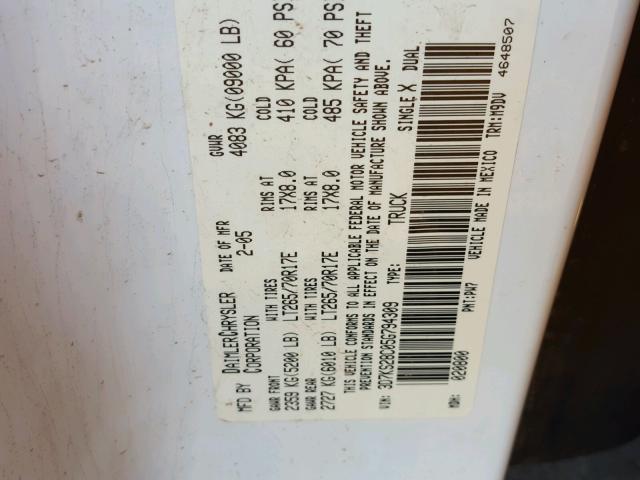 MFD BY DAIMLERCHRYSLER CORPORATION
DATE OF MFR 2-05
GVWR 4083 KG(09000 LB)
GAWR FRONT WITH TIRES RIMS AT COLD
2359 KG(5200 LB) LT265/70R17E 17X8.0 410 KPA( 60 PS
GAWR REAR WITH TIRES RIMS AT COLD
2727 KG(6010 LB) LT265/70R17E 17X8.0 485 KPA( 70 PS
THIS VEHICLE CONFORMS TO ALL APPLICABLE FEDERAL MOTOR VEHICLE SAFETY AND THEFT
PREVENTION STANDARDS IN EFFECT ON THE DATE OF MANUFACTURE SHOWN ABOVE.
VIN: 3D7KS28C05G794309 TYPE: TRUCK SINGLE X DUAL
MDH: 020800 PNT:PW7 VEHICLE MADE IN MEXICO TRM:M9DV 4648507